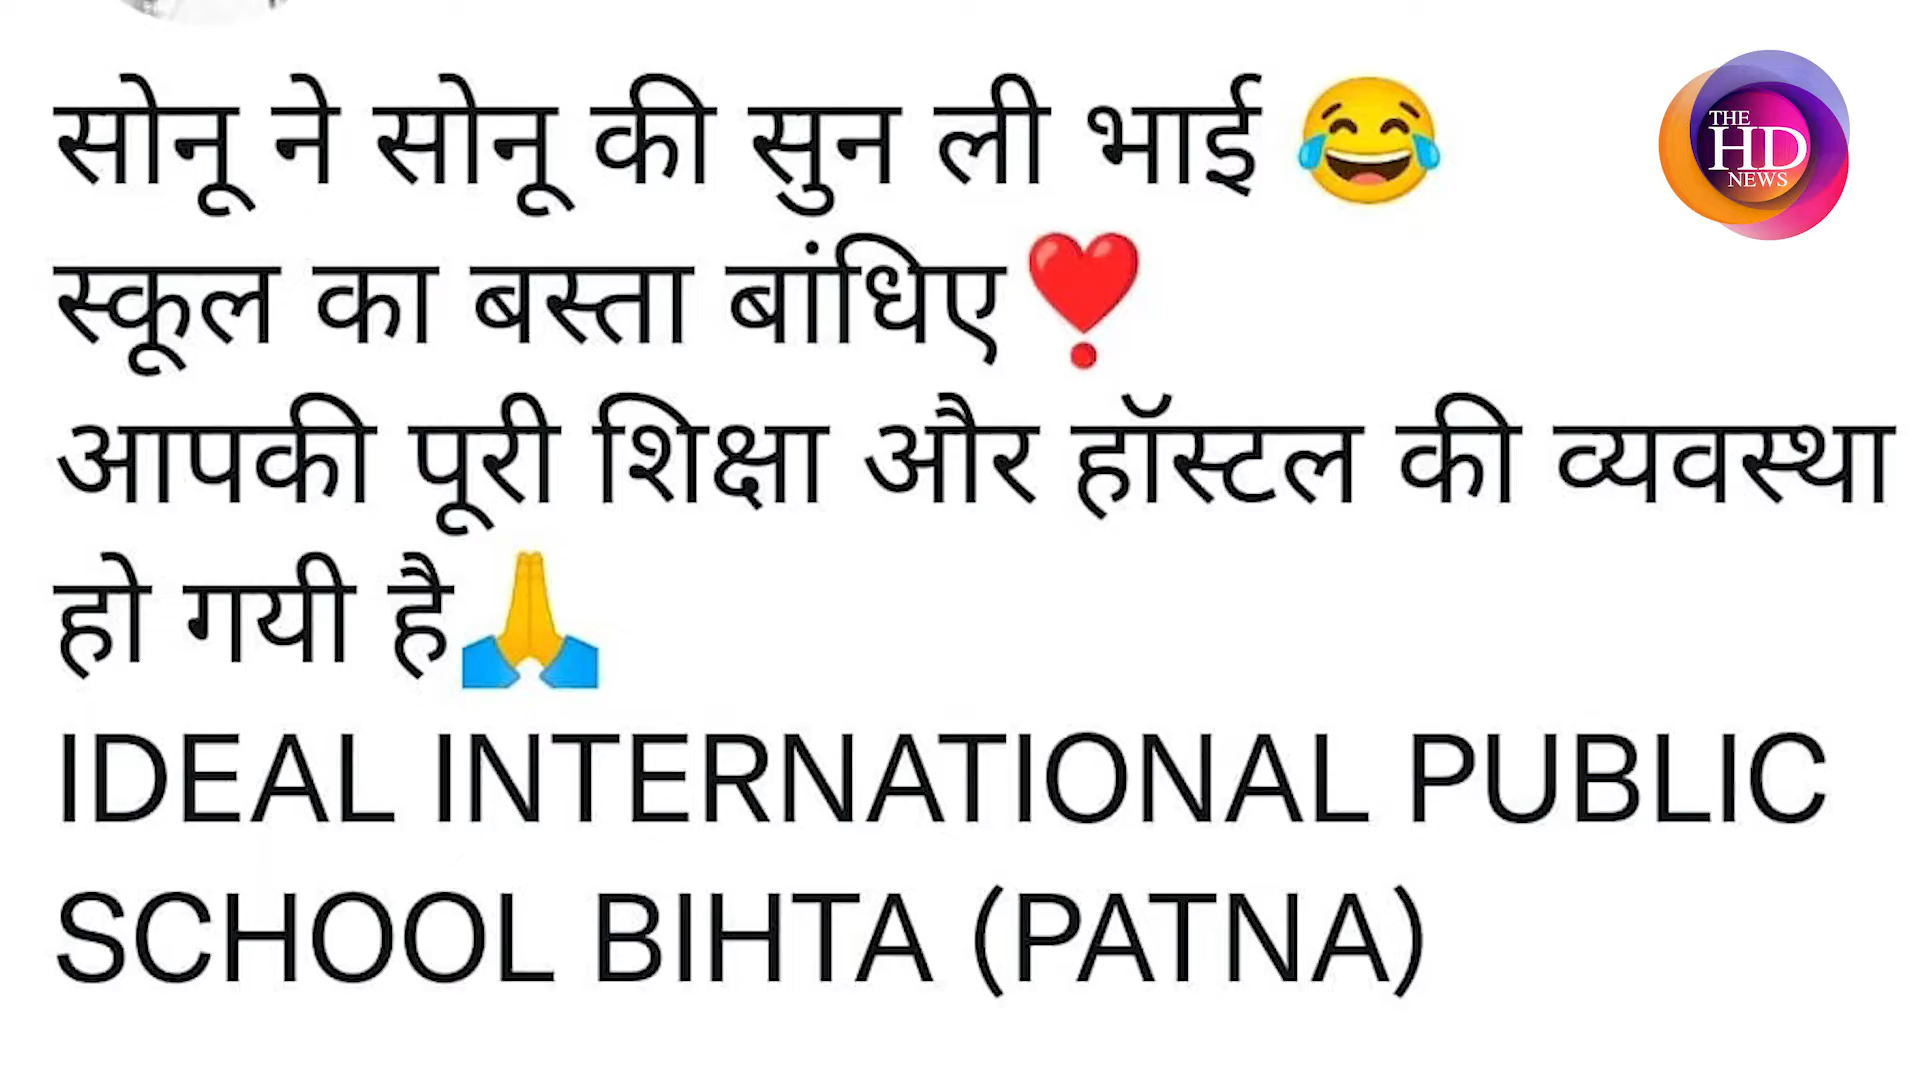 सोनू ने सोनू की सुन ली भाई 😂
स्कूल का बस्ता बांधिए❣️
आपकी पूरी शिक्षा और हॉस्टल की व्यवस्था
हो गयी है🙏
IDEAL INTERNATIONAL PUBLIC
SCHOOL BIHTA (PATNA)
THE
HD
NEWS